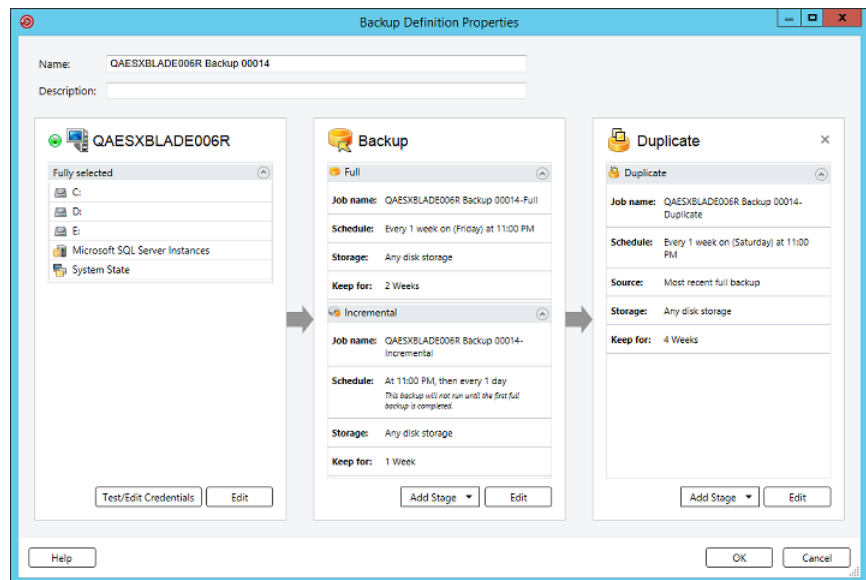 Backup Definition Properties
Name: QAESXBLADE006R Backup 00014
Description:
QAESXBLADE006R
Fully selected
C:
D:
E:
Microsoft SQL Server Instances
System State
Test/Edit Credentials
Edit
Backup
Full
Job name: QAESXBLADE006R Backup 00014-Full
Schedule: Every 1 week on (Friday) at 11:00 PM
Storage: Any disk storage
Keep for: 2 Weeks
Incremental
Job name: QAESXBLADE006R Backup 00014-
Incremental
Schedule: At 11:00 PM, then every 1 day
This backup will not run until the first full
backup is completed.
Storage: Any disk storage
Keep for: 1 Week
Add Stage
Edit
Duplicate
Duplicate
Job name: QAESXBLADE006R Backup 00014-
Duplicate
Schedule: Every 1 week on (Saturday) at 11:00
PM
Source: Most recent full backup
Storage: Any disk storage
Keep for: 4 Weeks
Add Stage
Edit
Help
OK
Cancel